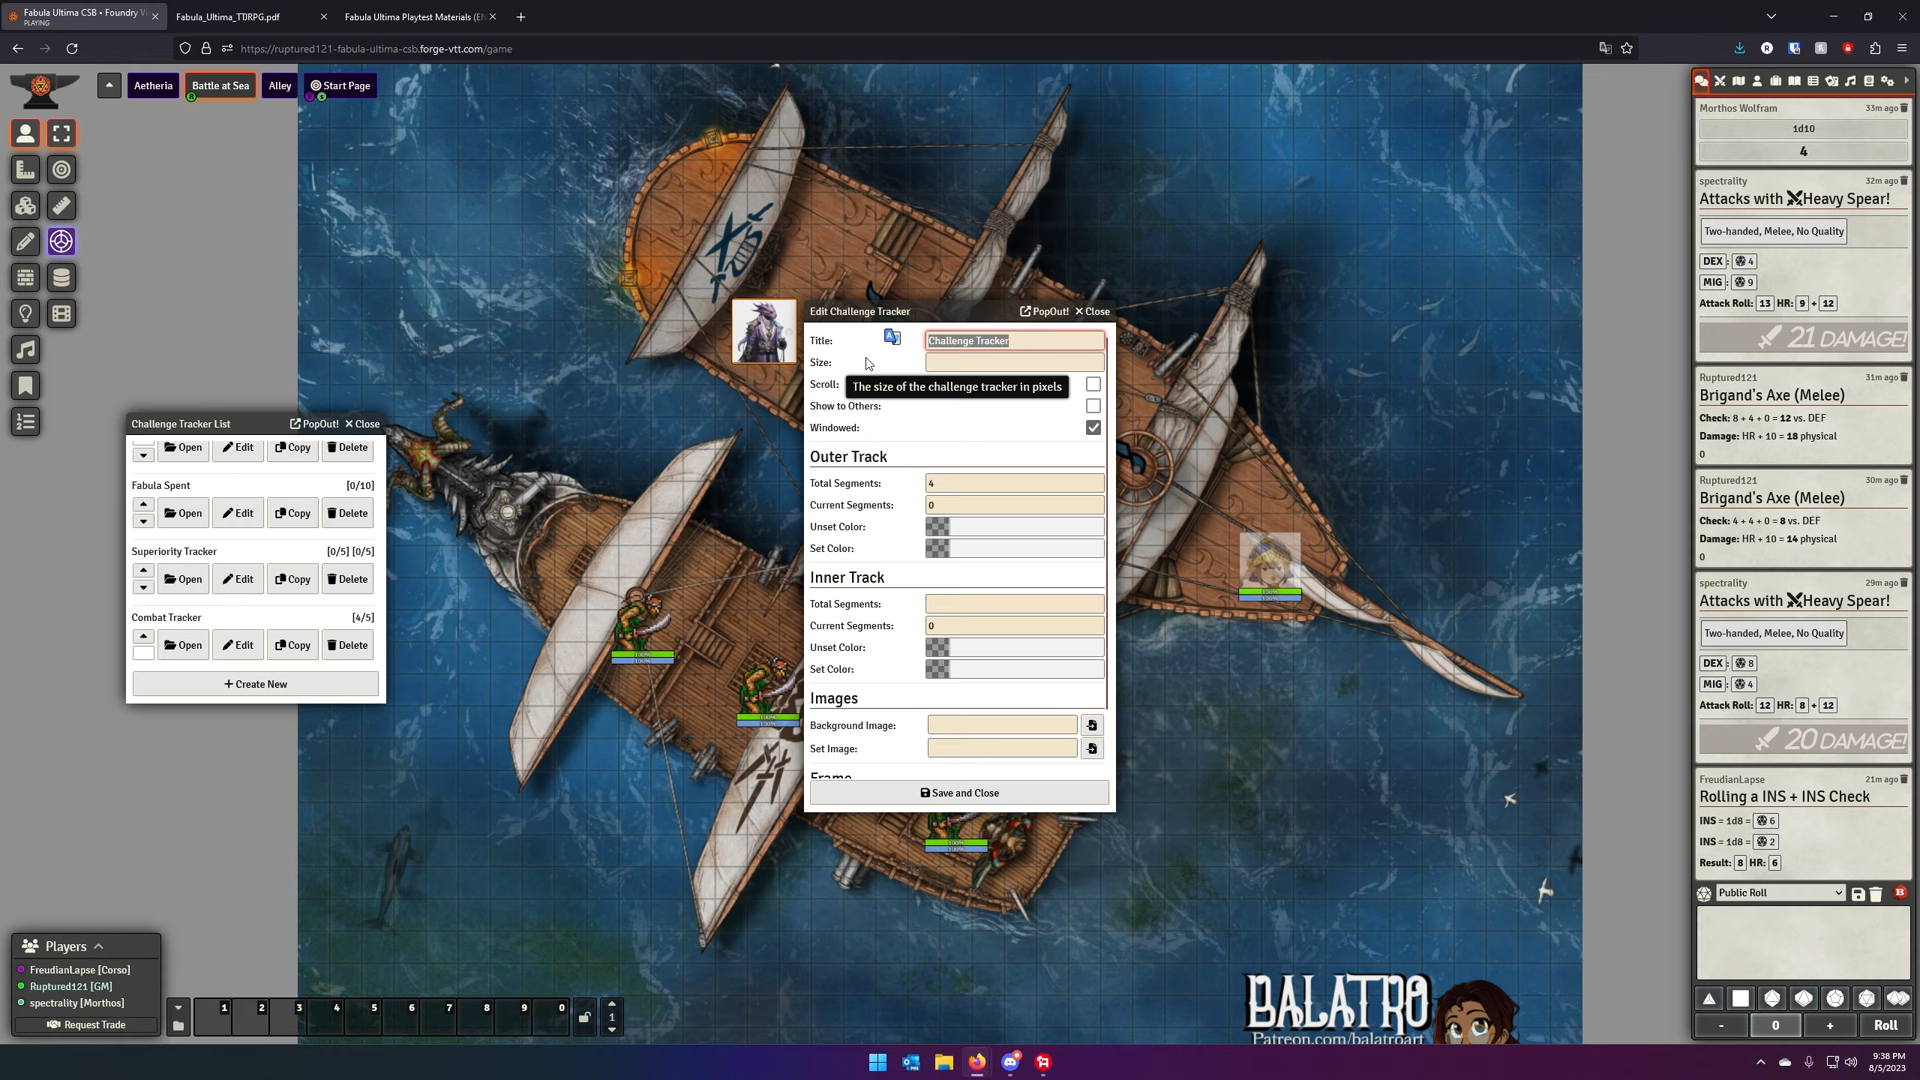 Fabula Ultima CSB • Foundry Vi
PLAYING
Fabula_Ultima_TTJRPG.pdf
Fabula Ultima Playtest Materials (EN
https://ruptured121-fabula-ultima-csb.forge-vtt.com/game
Aetheria
Battle at Sea
Alley
Start Page
Challenge Tracker List
PopOut!
Close
Open
Edit
Copy
Delete
Fabula Spent
[0/10]
Open
Edit
Copy
Delete
Superiority Tracker
[0/5] [0/5]
Open
Edit
Copy
Delete
Combat Tracker
[4/5]
Open
Edit
Copy
Delete
+ Create New
Edit Challenge Tracker
PopOut!
Close
Title:
Challenge Tracker
Size:
The size of the challenge tracker in pixels
Scroll:
Show to Others:
Windowed:
Outer Track
Total Segments:
4
Current Segments:
0
Unset Color:
Set Color:
Inner Track
Total Segments:
Current Segments:
0
Unset Color:
Set Color:
Images
Background Image:
Set Image:
Frame
Save and Close
Morthos Wolfram
33m ago
1d10
4
spectrality
32m ago
Attacks with Heavy Spear!
Two-handed, Melee, No Quality
DEX: 4
MIG: 9
Attack Roll: 13 HR: 9 + 12
21 DAMAGE!
Ruptured121
31m ago
Brigand's Axe (Melee)
Check: 8 + 4 + 0 = 12 vs. DEF
Damage: HR + 10 = 18 physical
0
Ruptured121
30m ago
Brigand's Axe (Melee)
Check: 4 + 4 + 0 = 8 vs. DEF
Damage: HR + 10 = 14 physical
0
spectrality
29m ago
Attacks with Heavy Spear!
Two-handed, Melee, No Quality
DEX: 8
MIG: 4
Attack Roll: 12 HR: 8 + 12
20 DAMAGE!
FreudianLapse
21m ago
Rolling a INS + INS Check
INS = 1d8 = 6
INS = 1d8 = 2
Result: 8 HR: 6
Public Roll
- 0 + Roll
Players
FreudianLapse [Corso]
Ruptured121 [GM]
spectrality [Morthos]
Request Trade
1 2 3 4 5 6 7 8 9 0
1
100%
100%
100%
100%
100%
100%
100%
100%
BALATRO
Patreon.com/balatroart
9:38 PM
8/5/2023